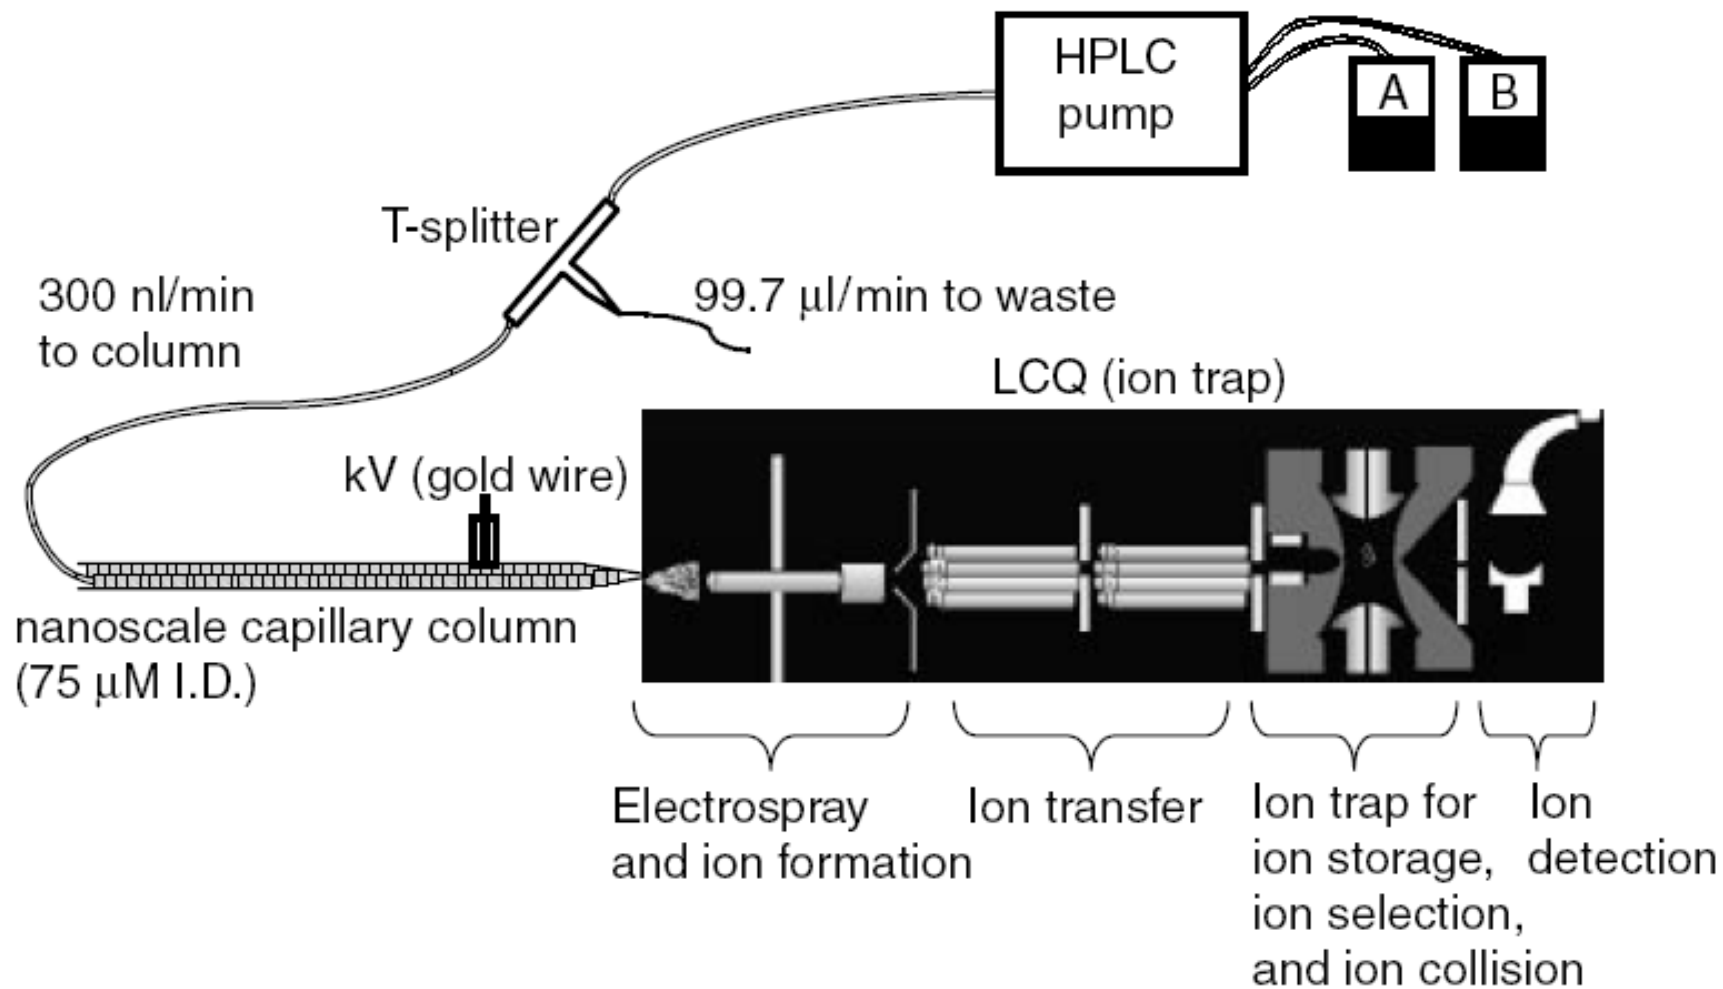 HPLC
pump
A
B
T-splitter
300 nl/min
to column
99.7 μl/min to waste
LCQ (ion trap)
kV (gold wire)
nanoscale capillary column
(75 μM I.D.)
Electrospray
and ion formation
Ion transfer
Ion trap for
ion storage,
ion selection,
and ion collision
Ion
detection